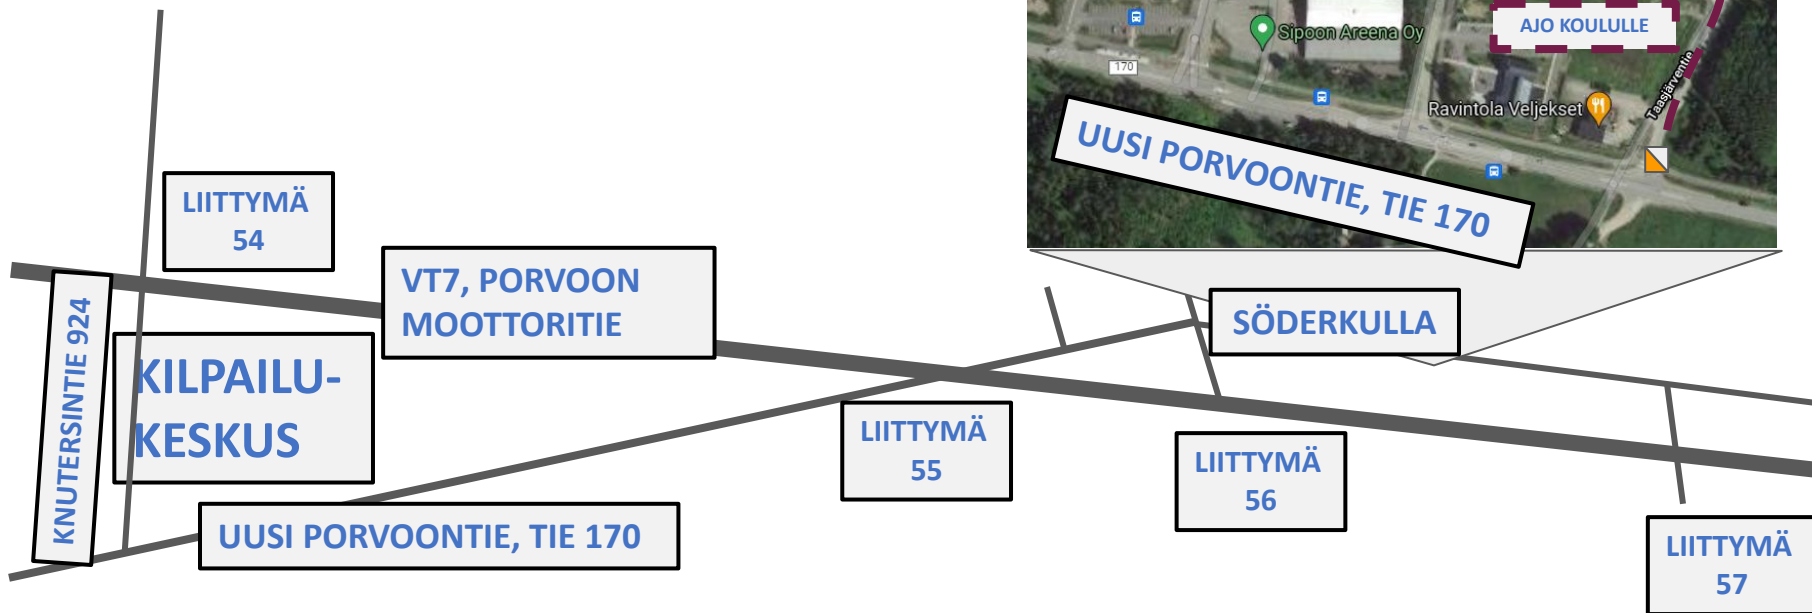 AJO KOULULLE
Sipoon Areena Oy
170
Taasjärventie
Ravintola Veljekset
UUSI PORVOONTIE, TIE 170
LIITTYMÄ
54
VT7, PORVOON
MOOTTORITIE
SÖDERKULLA
KNUTERSINTIE 924
KILPAILU-
KESKUS
LIITTYMÄ
55
LIITTYMÄ
56
UUSI PORVOONTIE, TIE 170
LIITTYMÄ
57